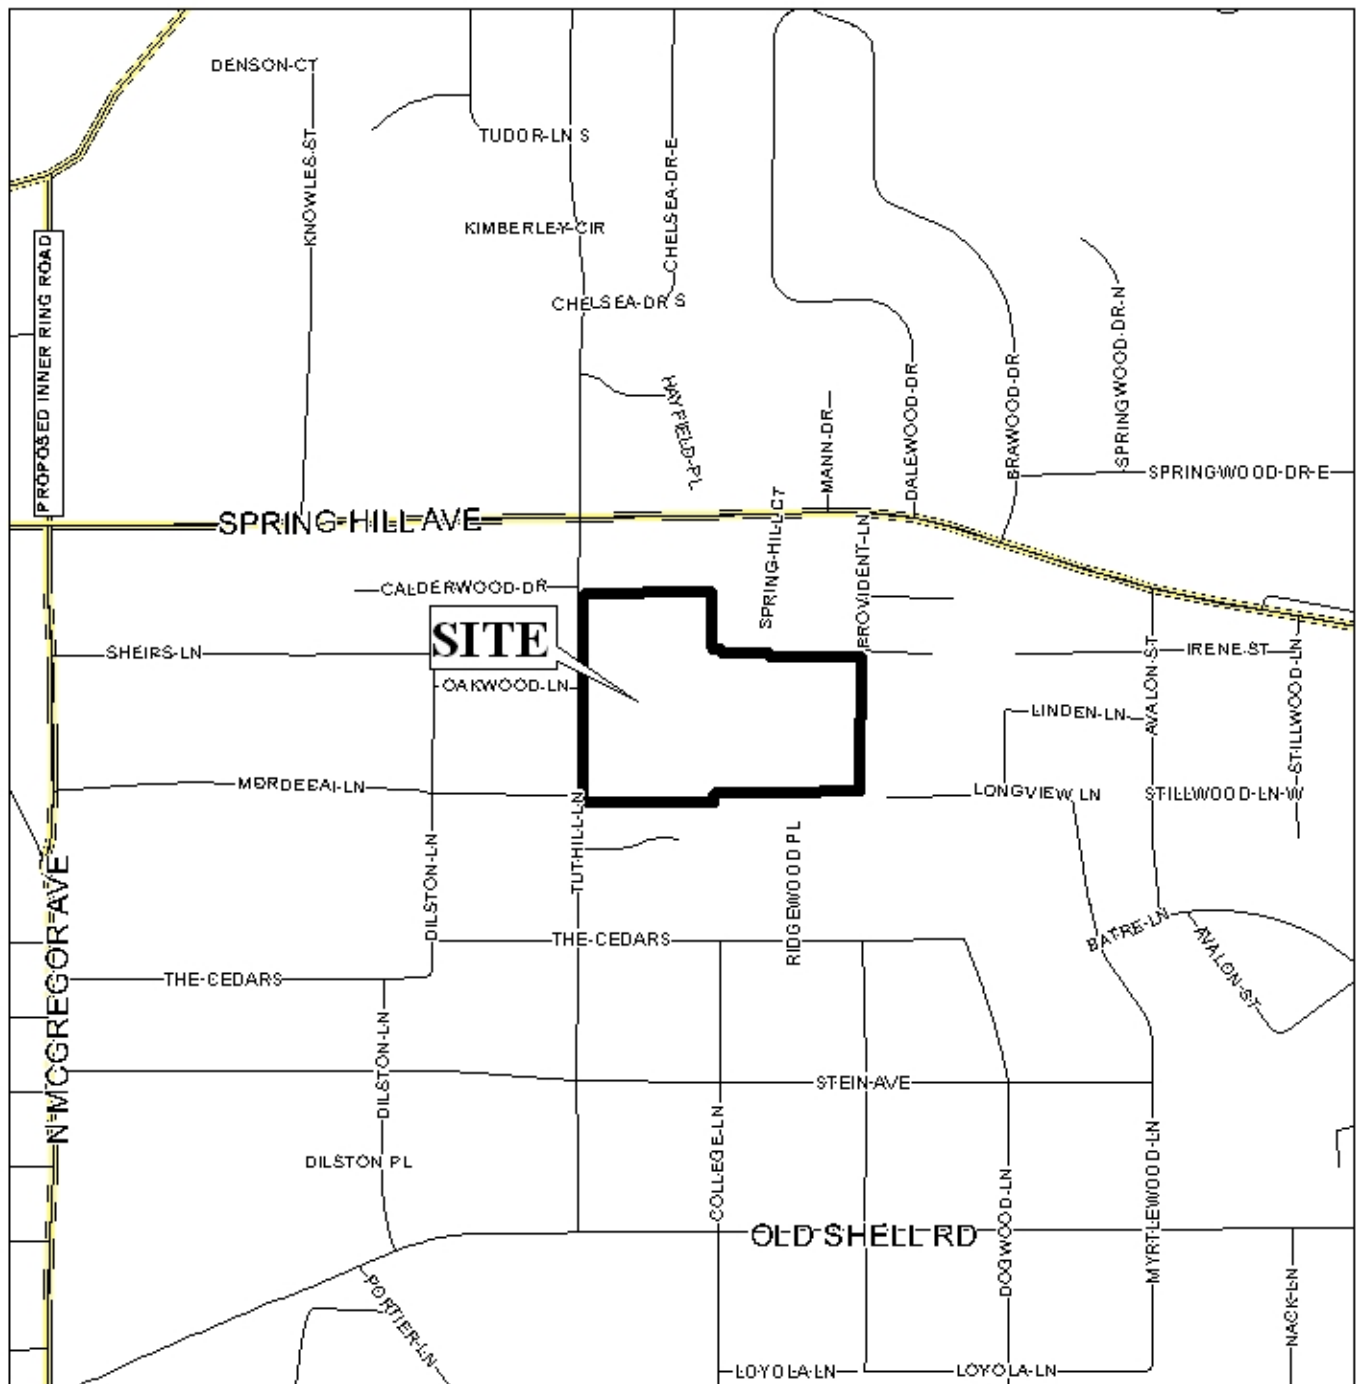 DENSON-CT
TUDOR-LN S
KNOWLES-ST
CHELSEA-DR-E
KIMBERLEY-CIR
CHELSEA-DR S
PROPOSED INNER RING ROAD
SPRINGWOOD-DR-N
HAYFIELD-PL
MANN-DR
DALEWOOD-DR
BRAWOOD-DR
SPRINGWOOD-DR-E
SPRING-HILL AVE
SPRING-HILL CT
PROVIDENT-LN
CALDERWOOD-DR
SITE
SHEIRS-LN
OAKWOOD-LN
IRENE-ST
AVALON-ST
STILLWOOD-LN
LINDEN-LN
MORDECAI-LN
LONGVIEW LN
STILLWOOD-LN-W
TUTHILL-LN
DILSTON-LN
RIDGEWOOD PL
N MCGREGOR AVE
THE-CEDARS
THE-CEDARS
BATRE-LN
AVALON-ST
DILSTON-LN
STEIN-AVE
COLLEGE-LN
DILSTON PL
DOGWOOD-LN
MYRTLEWOOD-LN
OLD SHELL RD
PORTIER-LN
NACK-LN
LOYOLA-LN
LOYOLA-LN